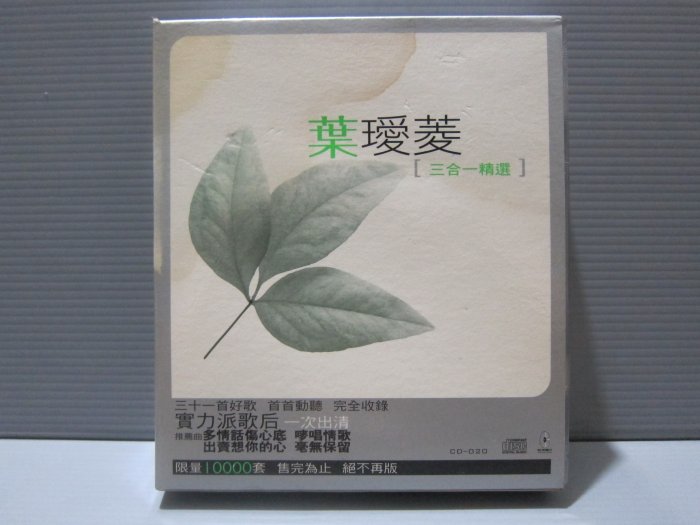 葉璦菱
[ 三合一精選 ]
三十一首好歌 首首動聽 完全收錄
實力派歌后 一次出清
推薦曲 多情話傷心底 嗲唱情歌
出賣想你的心 毫無保留
CD-020
限量10000套 售完為止 絕不再版